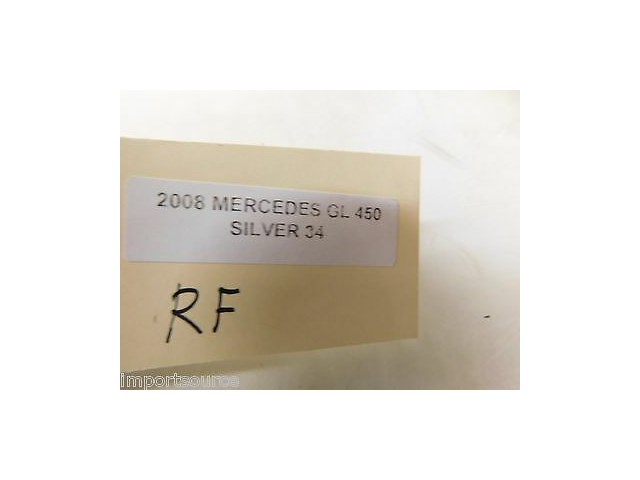 2008 MERCEDES GL 450
SILVER 34
RF
importsource